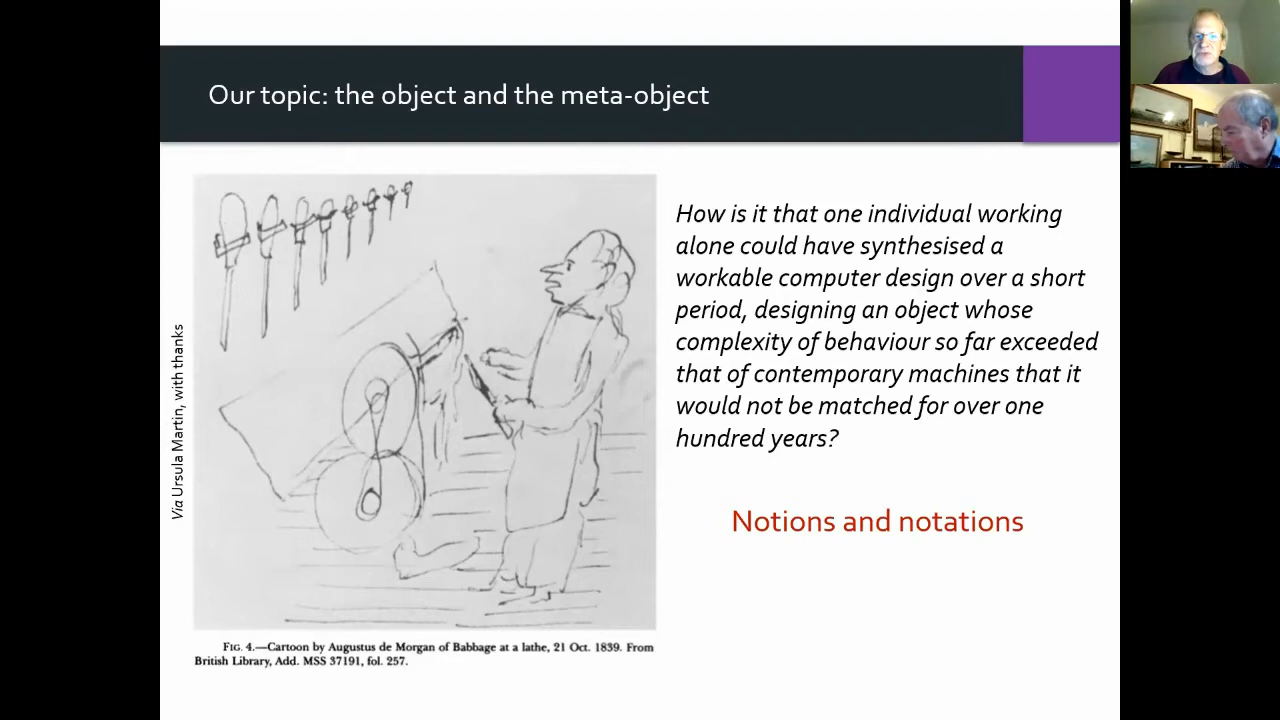 Our topic: the object and the meta-object
Via Ursula Martin, with thanks
How is it that one individual working
alone could have synthesised a
workable computer design over a short
period, designing an object whose
complexity of behaviour so far exceeded
that of contemporary machines that it
would not be matched for over one
hundred years?
Notions and notations
FIG. 4.—Cartoon by Augustus de Morgan of Babbage at a lathe, 21 Oct. 1839. From
British Library, Add. MSS 37191, fol. 257.